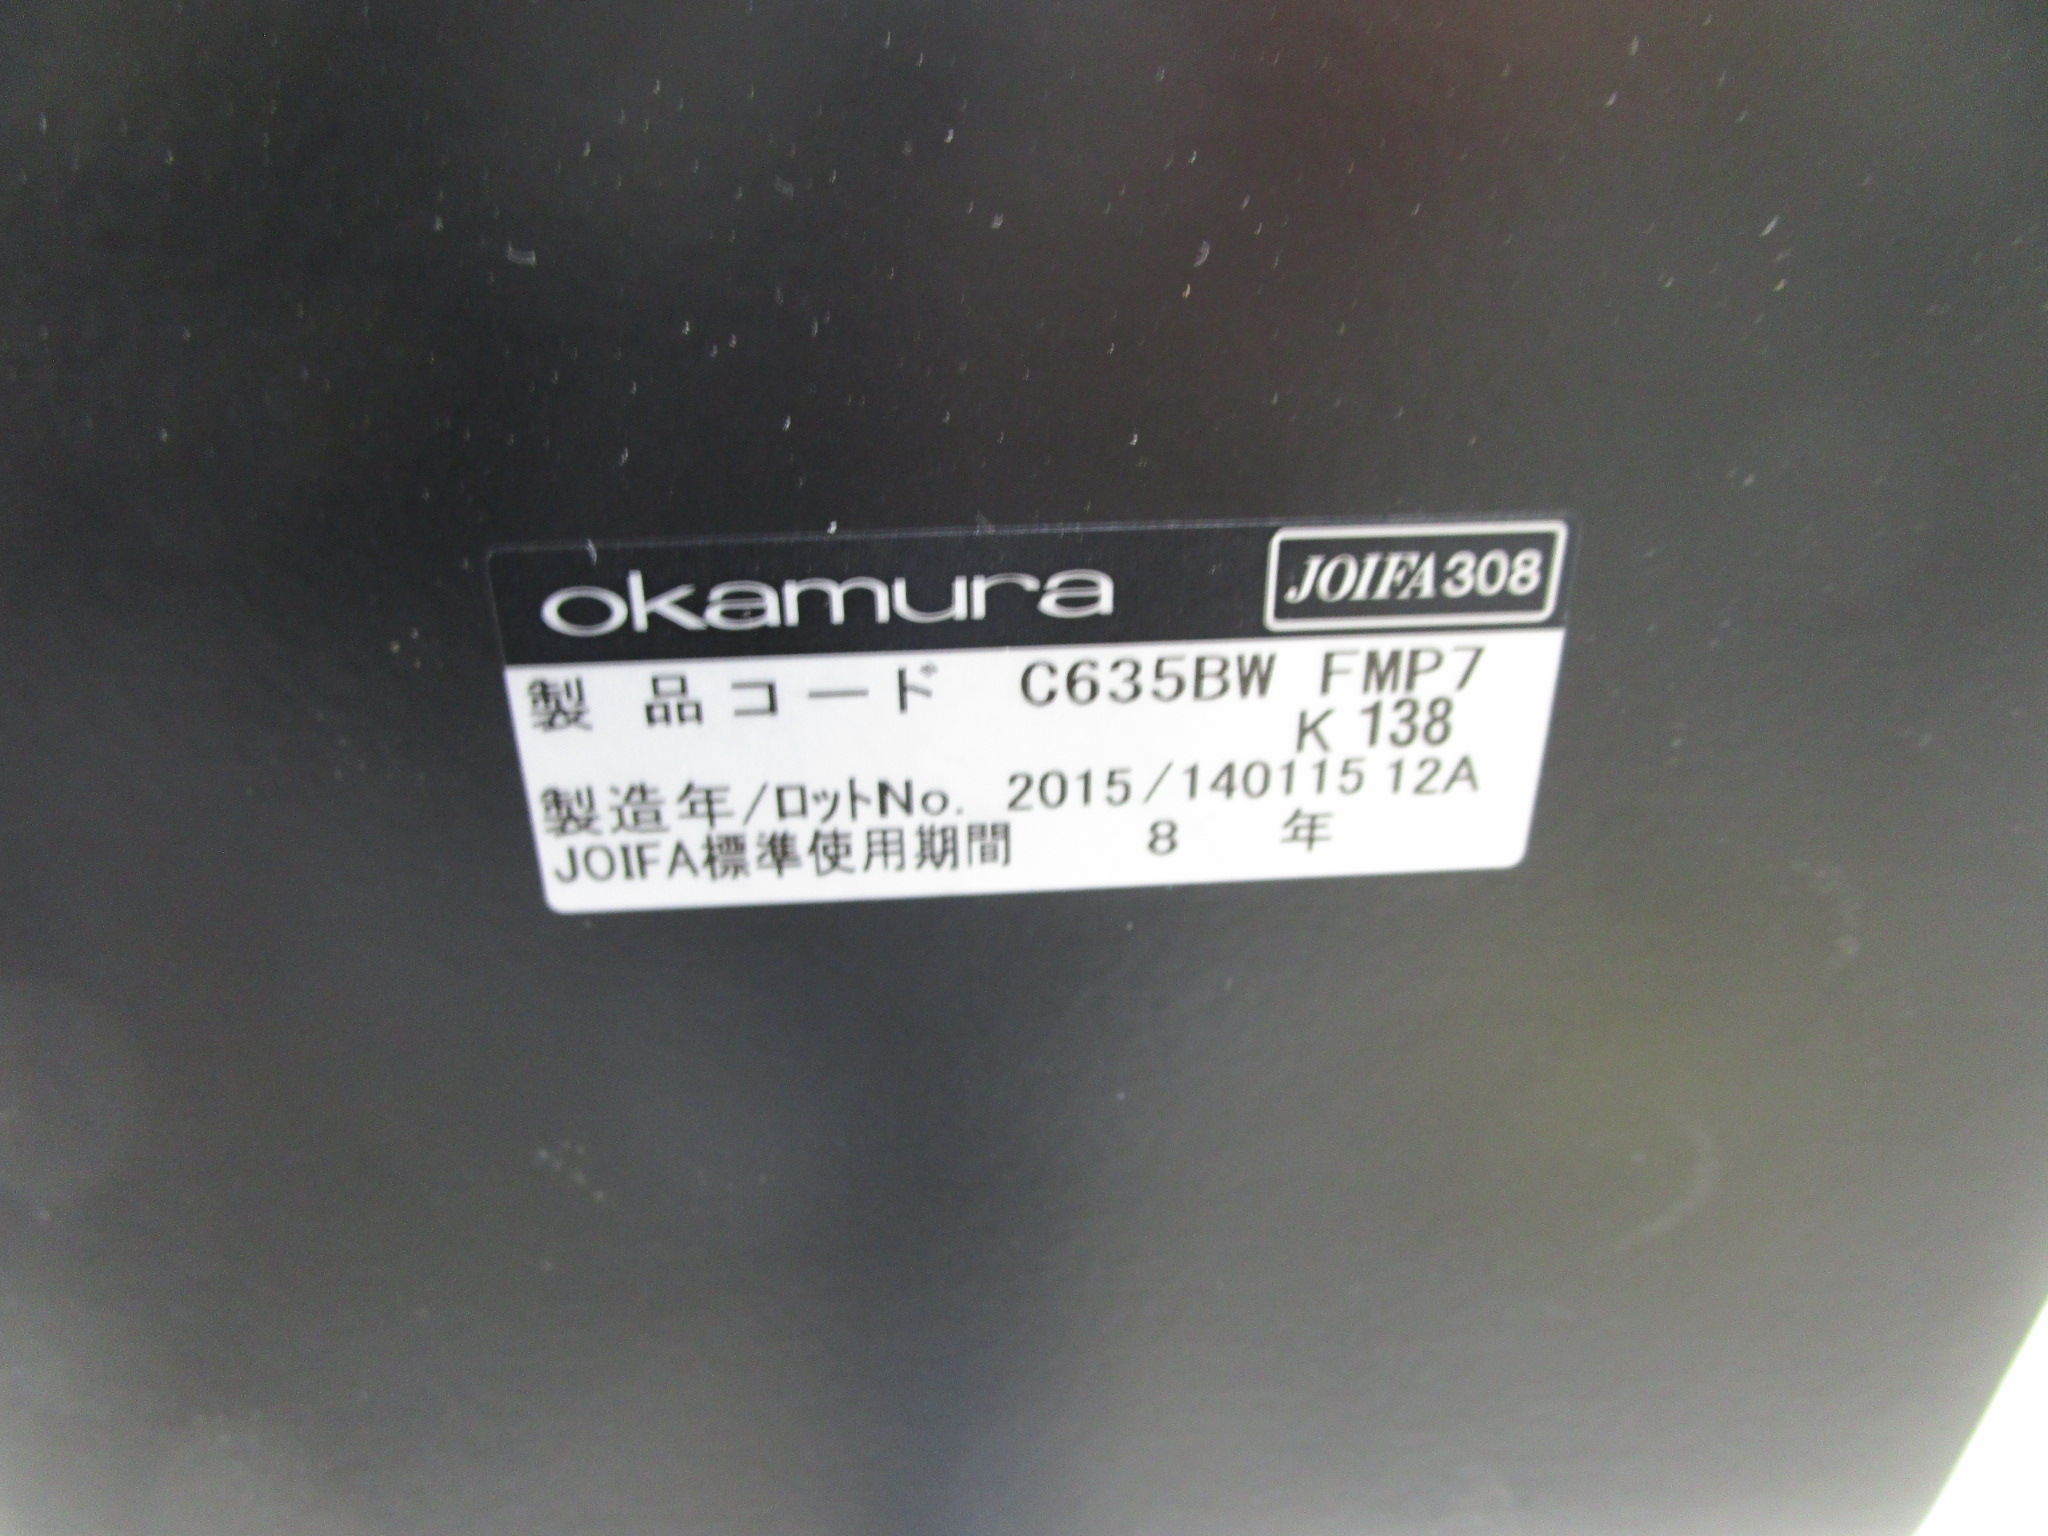 okamura JOIFA308
製品コード C635BW FMP7
K 138
製造年/ロットNo. 2015/140115 12A
JOIFA標準使用期間 8 年